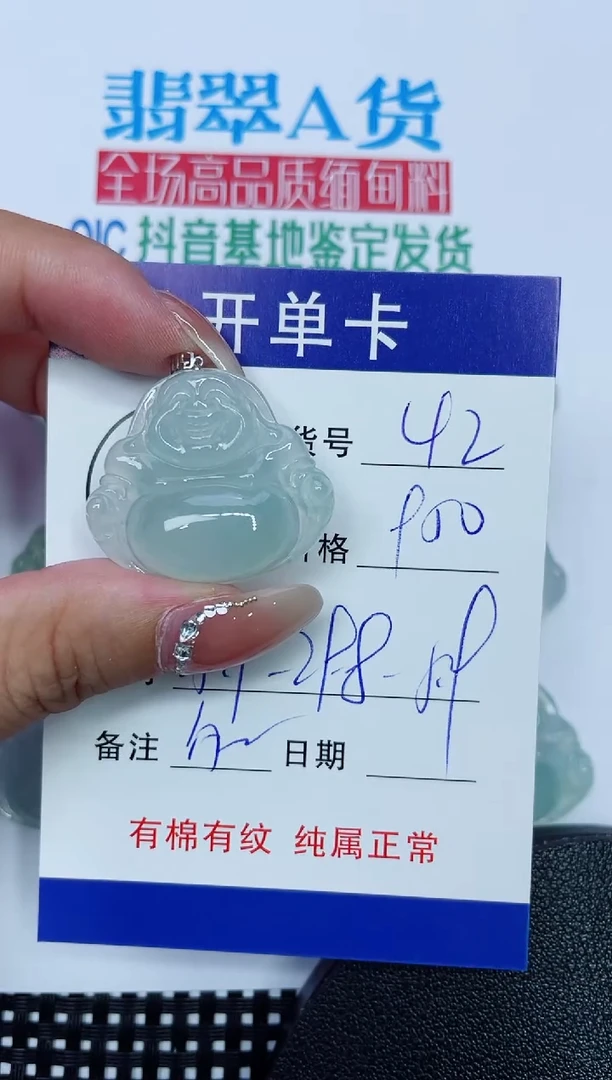 翡翠A货
全场高品质缅甸料
QIC 抖音基地鉴定发货
开单卡
货号 42
格 900
备注 日期
有棉有纹 纯属正常